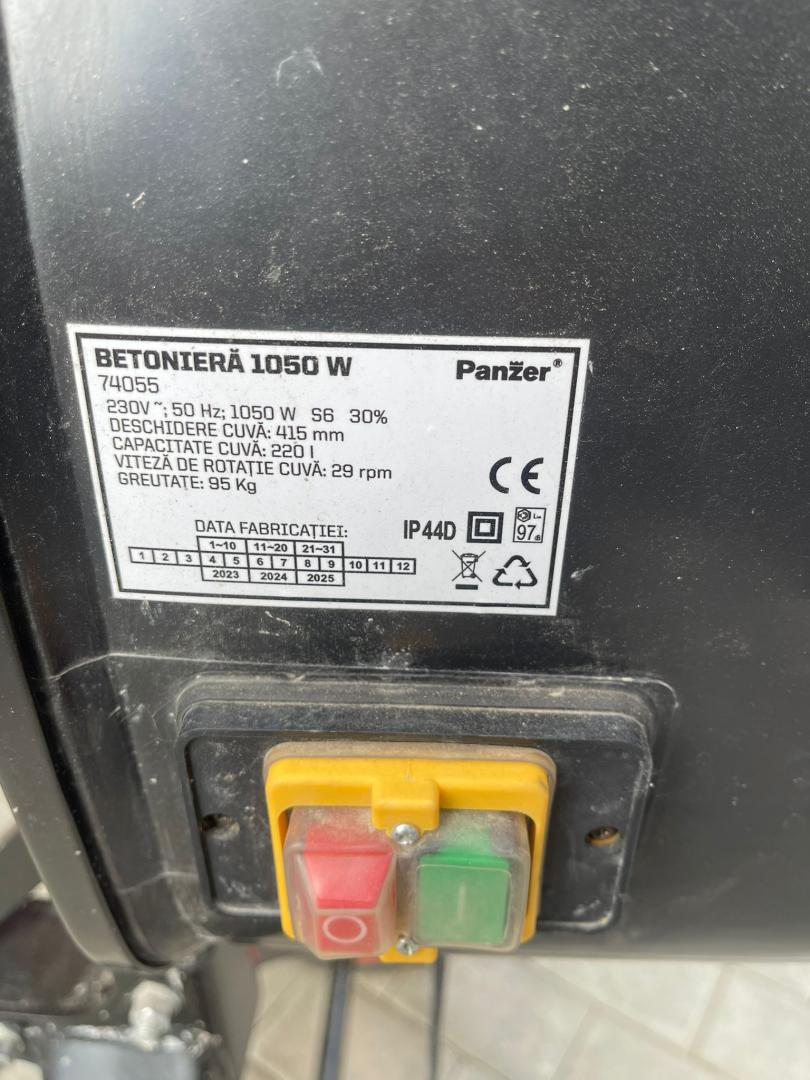 BETONIERĂ 1050 W
Panzer®
74055
230V ~; 50 Hz; 1050 W S6 30%
DESCHIDERE CUVĂ: 415 mm
CAPACITATE CUVĂ: 220 l
VITEZĂ DE ROTAȚIE CUVĂ: 29 rpm
GREUTATE: 95 Kg
CE
DATA FABRICAȚIEI:
IP44D
97 dB
1~10 11~20 21~31
1 2 3 4 5 6 7 8 9 10 11 12
2023 2024 2025